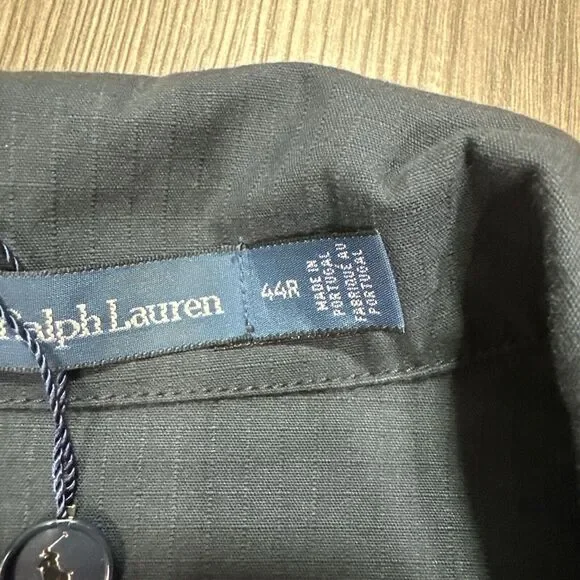 Ralph Lauren
44R
MADE IN
PORTUGAL
FABRIQUÉ AU
PORTUGAL